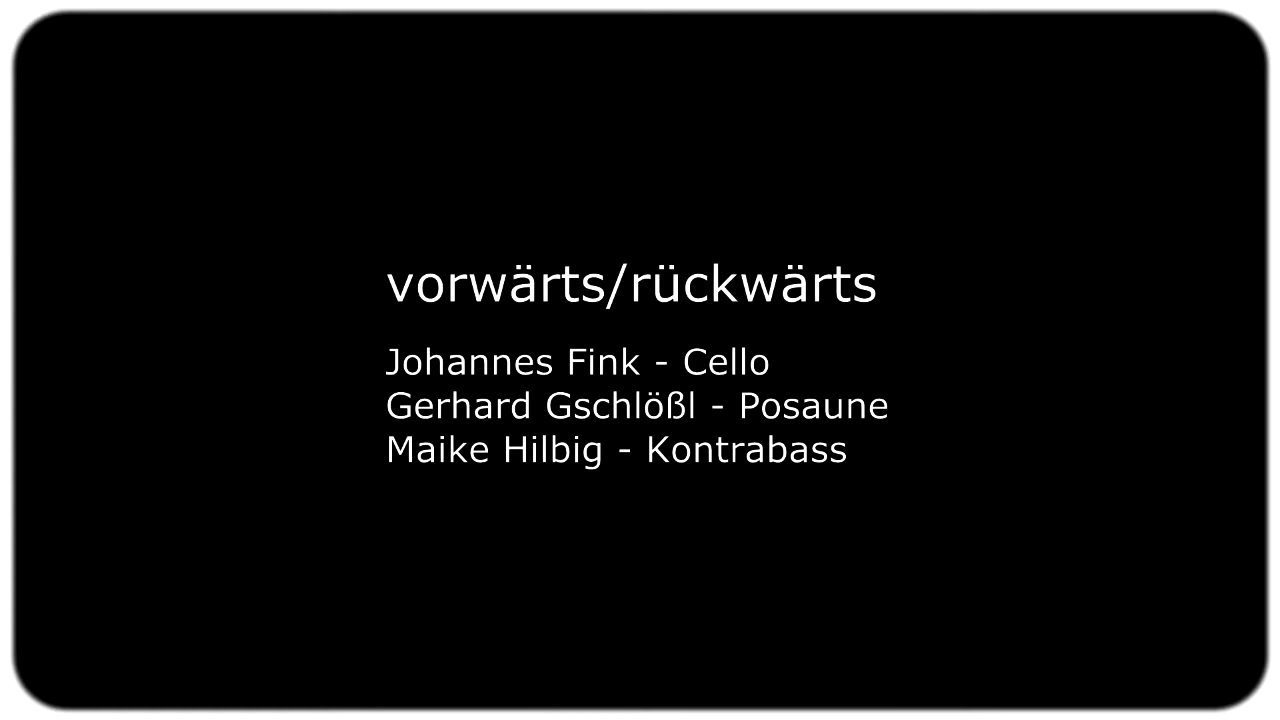 vorwärts/rückwärts
Johannes Fink - Cello
Gerhard Gschlößl - Posaune
Maike Hilbig - Kontrabass